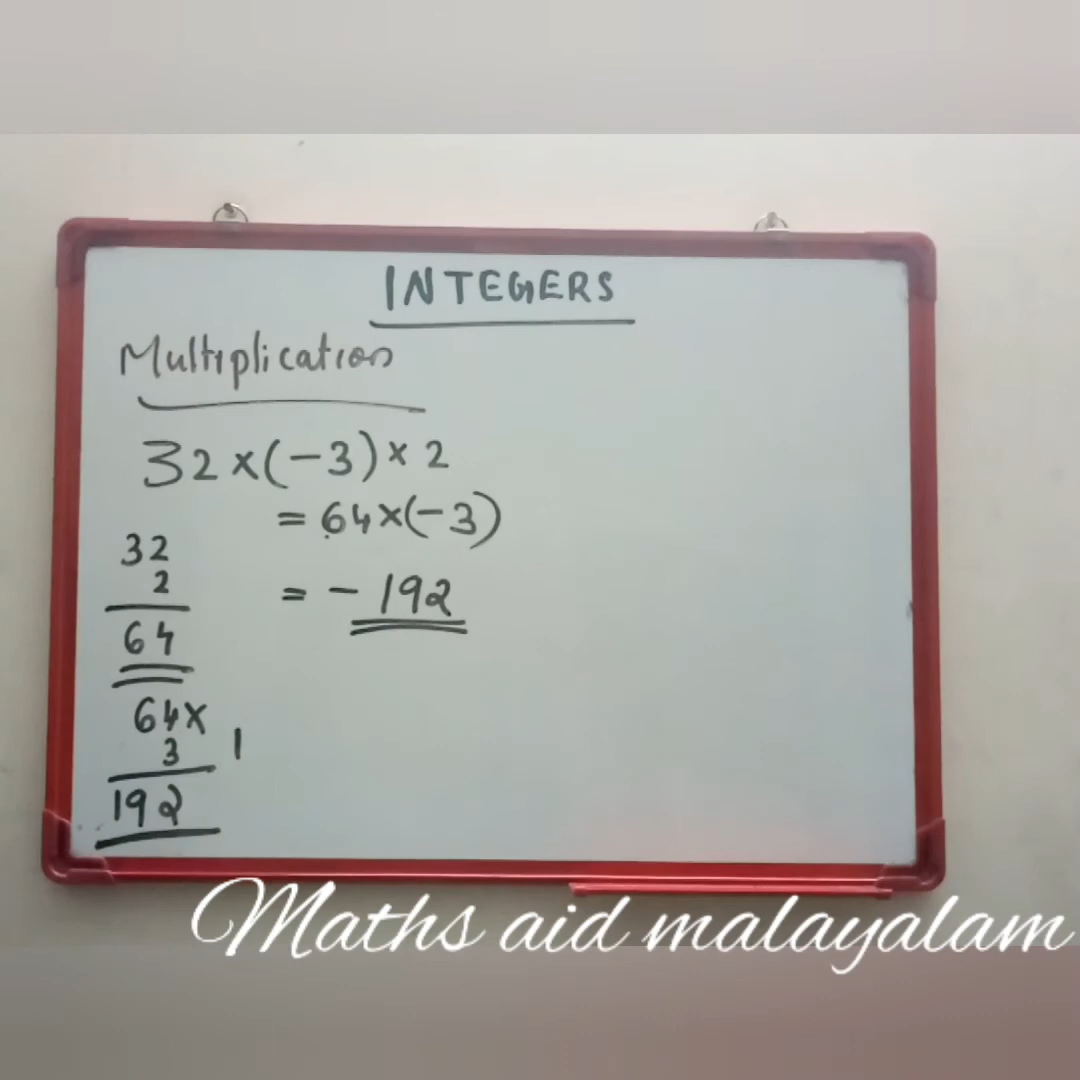 INTEGERS
Multiplication
32 × (-3) × 2
= 64 × (-3)
= - 192
32
2
64
64 ×
3 1
192
Maths aid malayalam